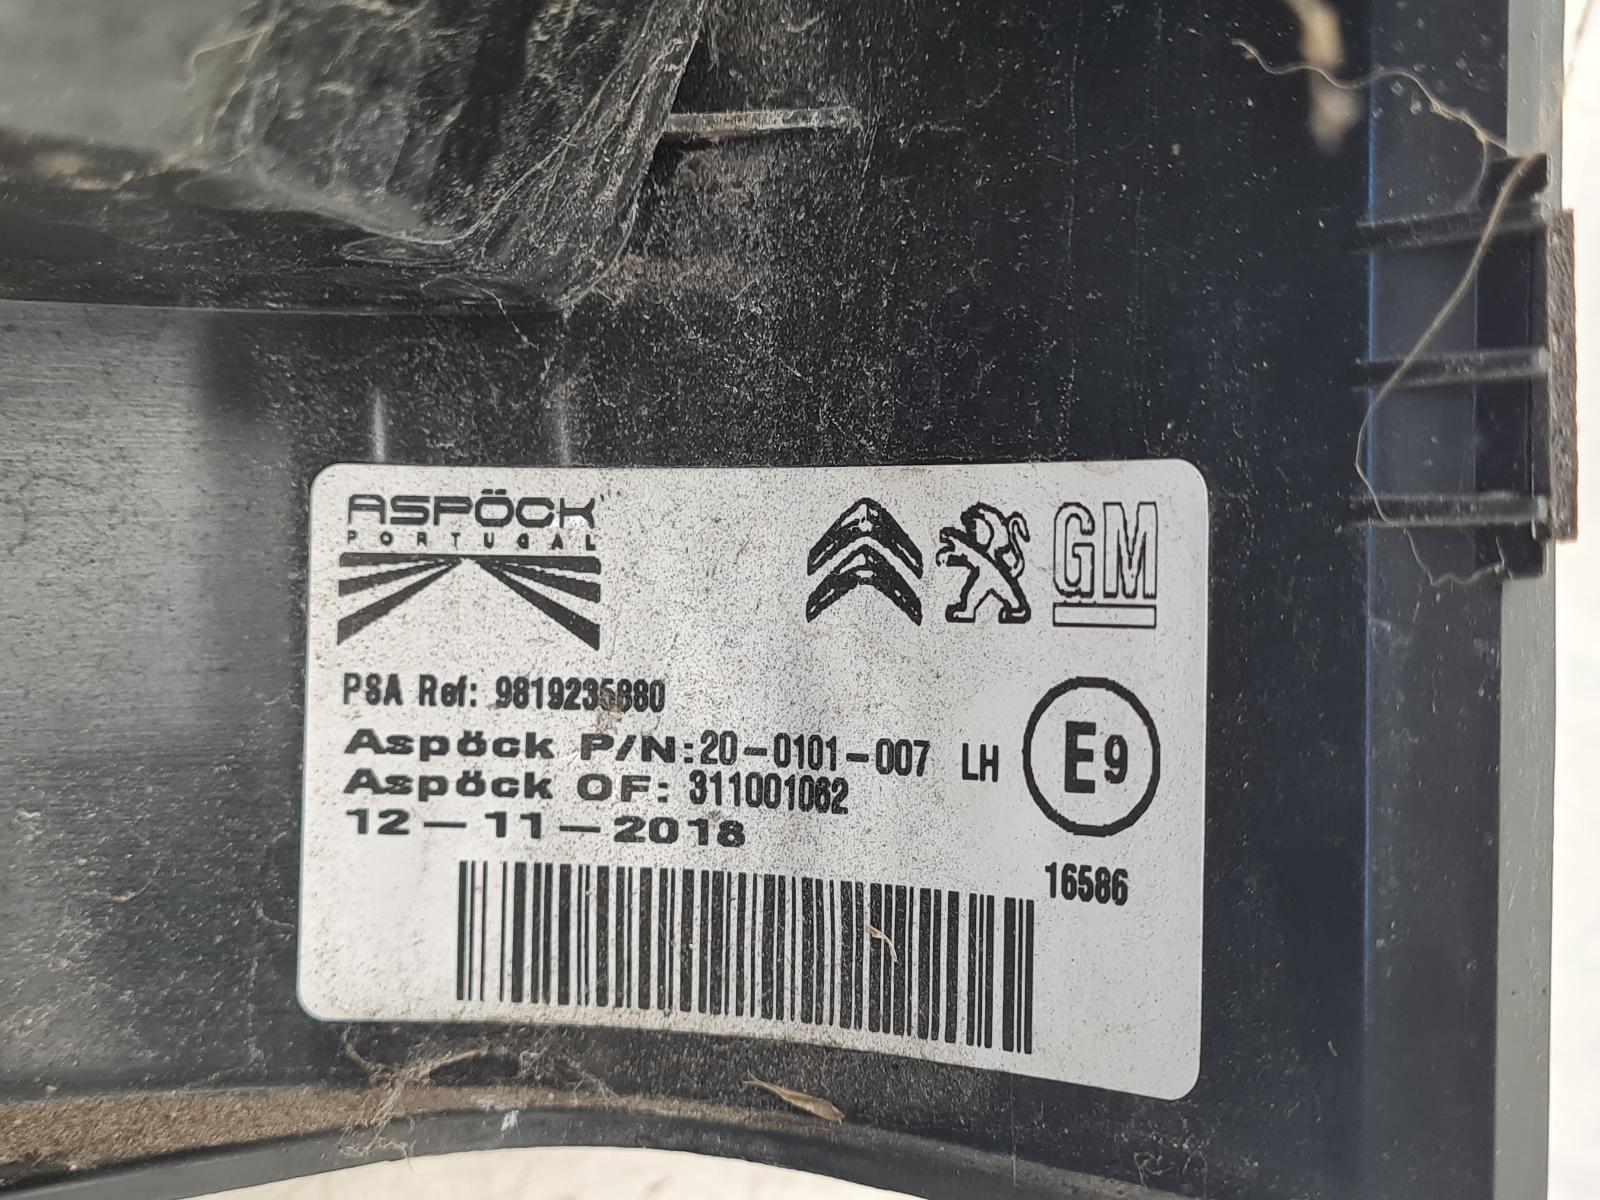 ASPÖCK
PORTUGAL
GM
PSA Ref: 9819235880
Aspöck P/N:20-0101-007 LH
Aspöck OF: 311001062
12-11-2018
E9
16586